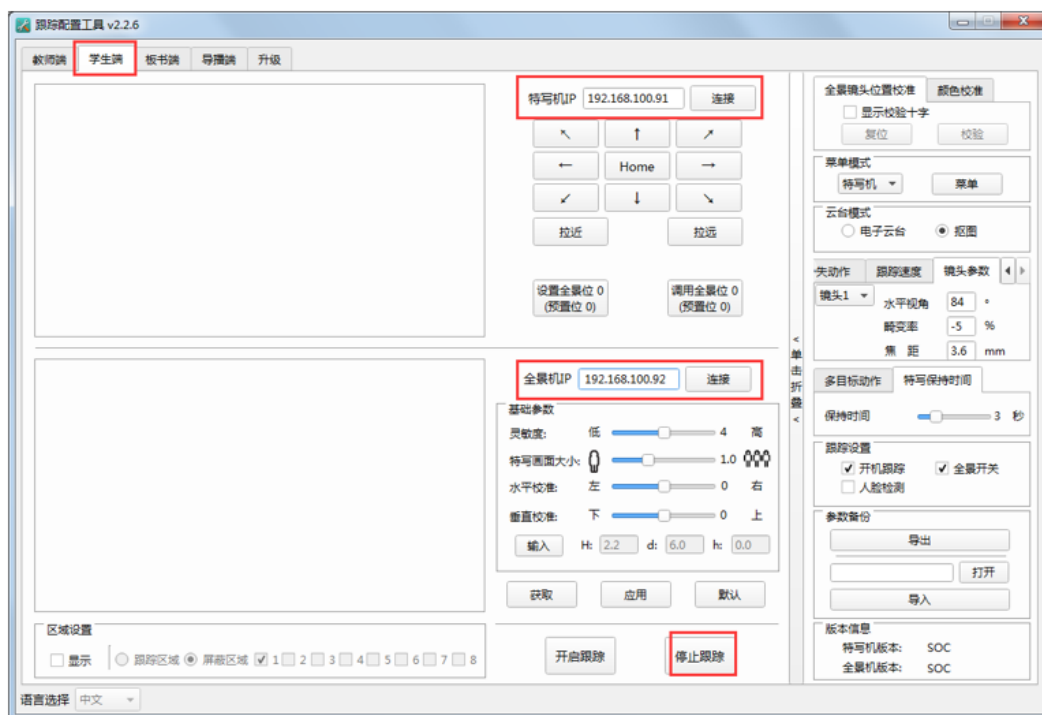 跟踪配置工具 v2.2.6
教师端 学生端 板书端 导播端 升级
特写机IP 192.168.100.91 连接
↖ ↑ ↗
← Home →
↙ ↓ ↘
拉近 拉远
设置全景位 0 调用全景位 0
(预置位 0) (预置位 0)
全景机IP 192.168.100.92 连接
基础参数
灵敏度: 低 4 高
特写画面大小: 1.0
水平校准: 左 0 右
垂直校准: 下 0 上
输入 H: 2.2 d: 6.0 h: 0.0
获取 应用 默认
区域设置
显示 跟踪区域 屏蔽区域 1 2 3 4 5 6 7 8
开启跟踪 停止跟踪
语言选择 中文
<
单
击
折
叠
<
全景镜头位置校准 颜色校准
显示校验十字
复位 校验
菜单模式
特写机 菜单
云台模式
电子云台 抠图
失动作 跟踪速度 镜头参数
镜头1 水平视角 84 °
畸变率 -5 %
焦 距 3.6 mm
多目标动作 特写保持时间
保持时间 3 秒
跟踪设置
开机跟踪 全景开关
人脸检测
参数备份
导出
打开
导入
版本信息
特写机版本: SOC
全景机版本: SOC